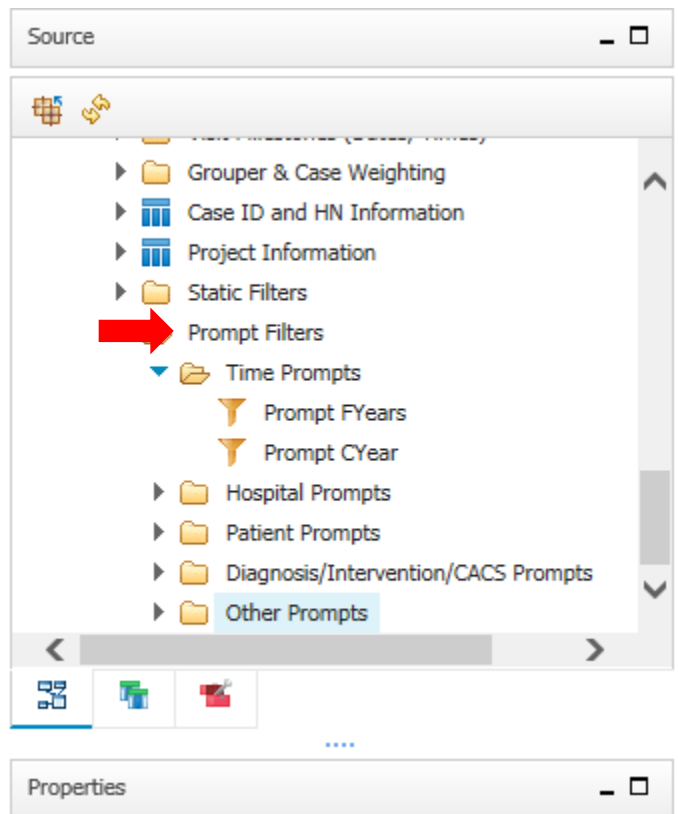 Source
Grouper & Case Weighting
Case ID and HN Information
Project Information
Static Filters
Prompt Filters
Time Prompts
Prompt FYears
Prompt CYear
Hospital Prompts
Patient Prompts
Diagnosis/Intervention/CACS Prompts
Other Prompts
Properties